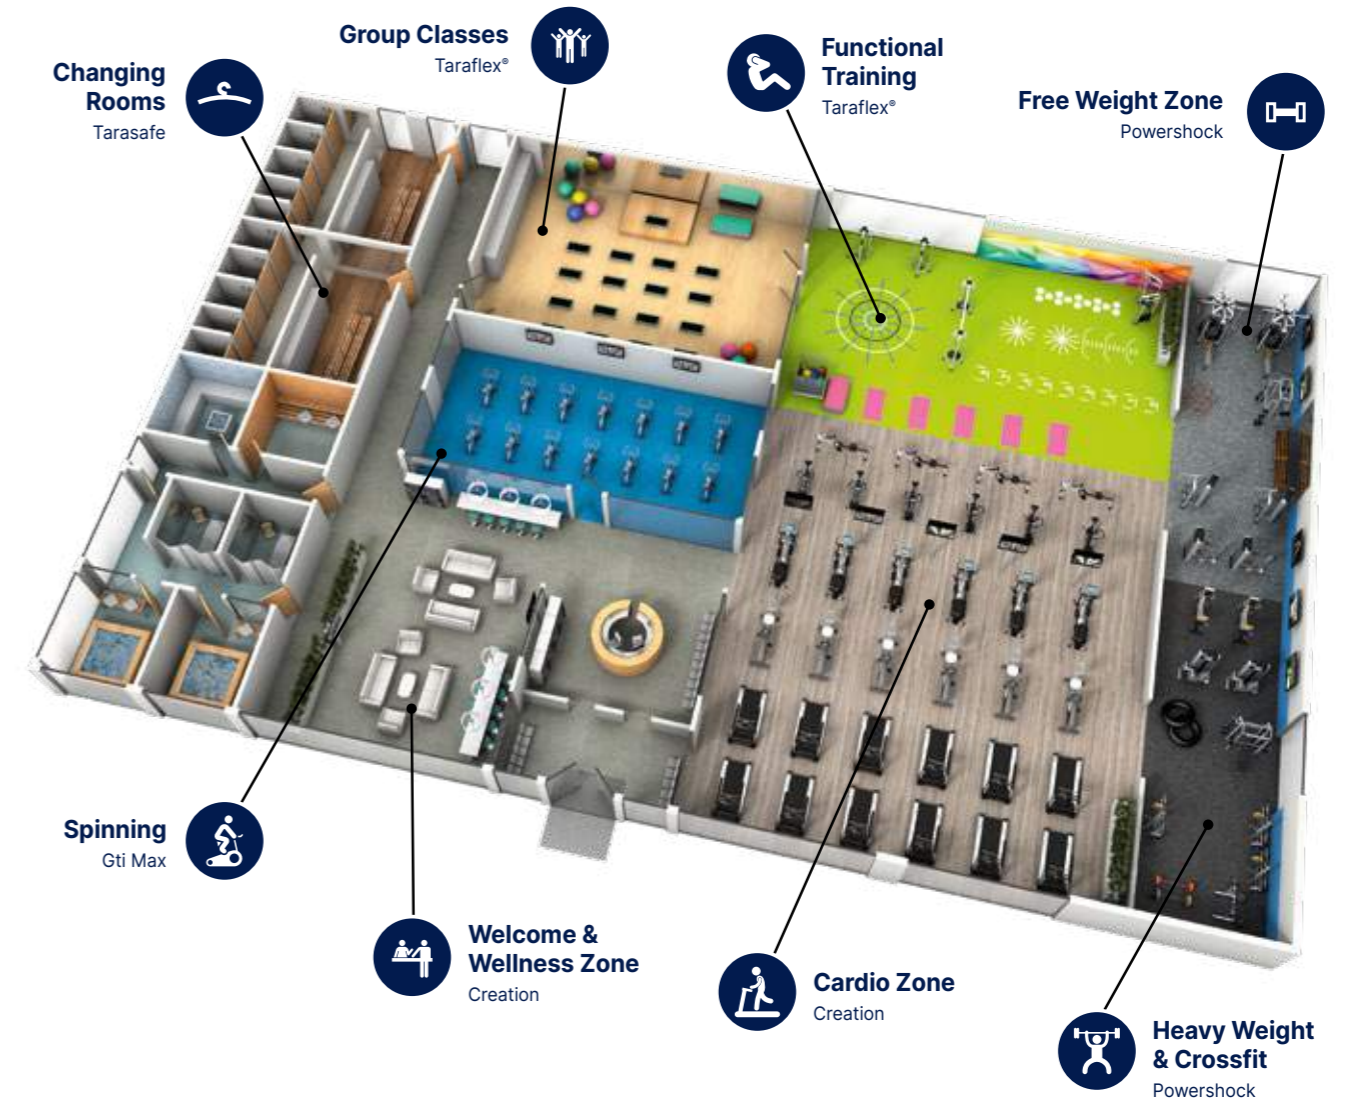 Group Classes
Taraflex®
Functional
Training
Taraflex®
Changing
Rooms
Tarasafe
Free Weight Zone
Powershock
Spinning
Gti Max
Welcome &
Wellness Zone
Creation
Cardio Zone
Creation
Heavy Weight
& Crossfit
Powershock